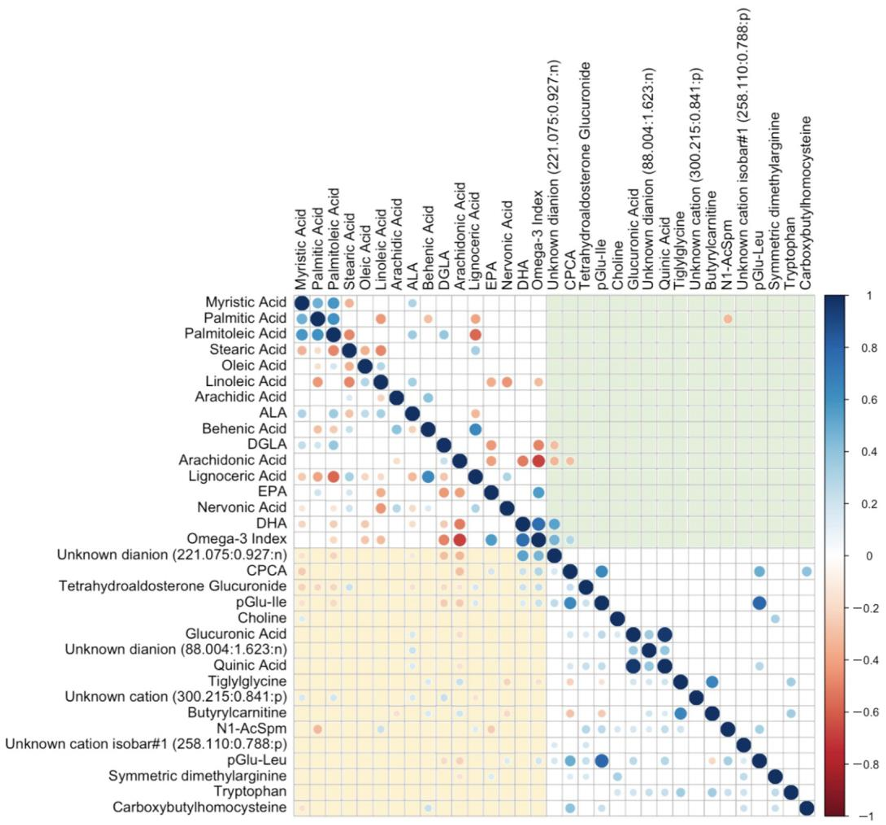 Myristic Acid
Palmitic Acid
Palmitoleic Acid
Stearic Acid
Oleic Acid
Linoleic Acid
Arachidic Acid
ALA
Behenic Acid
DGLA
Arachidonic Acid
Lignoceric Acid
EPA
Nervonic Acid
DHA
Omega-3 Index
Unknown dianion (221.075:0.927:n)
CPCA
Tetrahydroaldosterone Glucuronide
pGlu-Ile
Choline
Glucuronic Acid
Unknown dianion (88.004:1.623:n)
Quinic Acid
Tiglylglycine
Unknown cation (300.215:0.841:p)
Butyrylcarnitine
N1-AcSpm
Unknown cation isobar#1 (258.110:0.788:p)
pGlu-Leu
Symmetric dimethylarginine
Tryptophan
Carboxybutylhomocysteine
Myristic Acid
Palmitic Acid
Palmitoleic Acid
Stearic Acid
Oleic Acid
Linoleic Acid
Arachidic Acid
ALA
Behenic Acid
DGLA
Arachidonic Acid
Lignoceric Acid
EPA
Nervonic Acid
DHA
Omega-3 Index
Unknown dianion (221.075:0.927:n)
CPCA
Tetrahydroaldosterone Glucuronide
pGlu-Ile
Choline
Glucuronic Acid
Unknown dianion (88.004:1.623:n)
Quinic Acid
Tiglylglycine
Unknown cation (300.215:0.841:p)
Butyrylcarnitine
N1-AcSpm
Unknown cation isobar#1 (258.110:0.788:p)
pGlu-Leu
Symmetric dimethylarginine
Tryptophan
Carboxybutylhomocysteine
1
0.8
0.6
0.4
0.2
0
−0.2
−0.4
−0.6
−0.8
−1